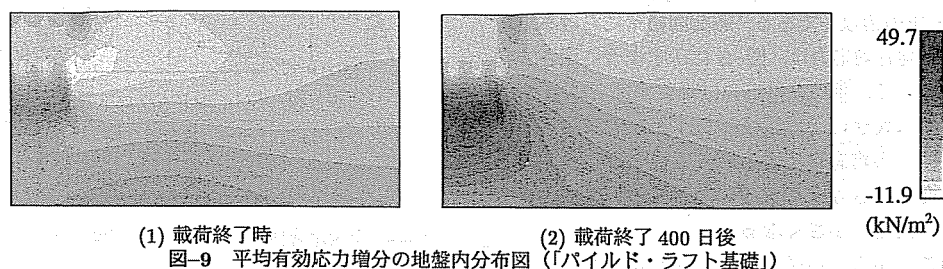 49.7
-11.9
(kN/m²)
(1) 載荷終了時
(2) 載荷終了 400 日後
図−9 平均有効応力増分の地盤内分布図(「パイルド・ラフト基礎」)